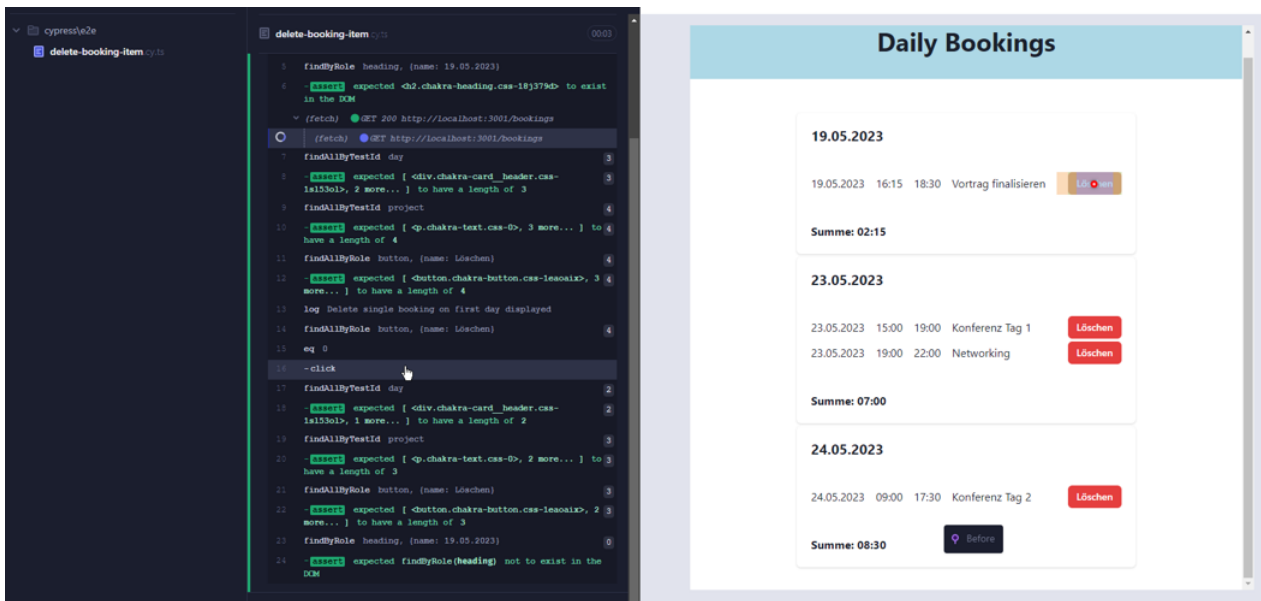 cypress\e2e
delete-booking-item.cy.ts
delete-booking-item.cy.ts
00:03
5 findByRole heading, {name: 19.05.2023}
6 -assert expected <h2.chakra-heading.css-18j379d> to exist
in the DOM
(fetch) GET 200 http://localhost:3001/bookings
(fetch) GET http://localhost:3001/bookings
7 findAllByTestId day 3
8 -assert expected [ <div.chakra-card__header.css- 3
1sl53ol>, 2 more... ] to have a length of 3
9 findAllByTestId project 4
10 -assert expected [ <p.chakra-text.css-0>, 3 more... ] to 4
have a length of 4
11 findAllByRole button, {name: Löschen} 4
12 -assert expected [ <button.chakra-button.css-leaoaix>, 3 4
more... ] to have a length of 4
13 log Delete single booking on first day displayed
14 findAllByRole button, {name: Löschen} 4
15 eq 0
16 -click
17 findAllByTestId day 2
18 -assert expected [ <div.chakra-card__header.css- 2
1sl53ol>, 1 more... ] to have a length of 2
19 findAllByTestId project 3
20 -assert expected [ <p.chakra-text.css-0>, 2 more... ] to 3
have a length of 3
21 findAllByRole button, {name: Löschen} 3
22 -assert expected [ <button.chakra-button.css-leaoaix>, 2 3
more... ] to have a length of 3
23 findByRole heading, {name: 19.05.2023} 0
24 -assert expected findByRole(heading) not to exist in the
DOM
Daily Bookings
19.05.2023
19.05.2023 16:15 18:30 Vortrag finalisieren Löschen
Summe: 02:15
23.05.2023
23.05.2023 15:00 19:00 Konferenz Tag 1 Löschen
23.05.2023 19:00 22:00 Networking Löschen
Summe: 07:00
24.05.2023
24.05.2023 09:00 17:30 Konferenz Tag 2 Löschen
Summe: 08:30
Before